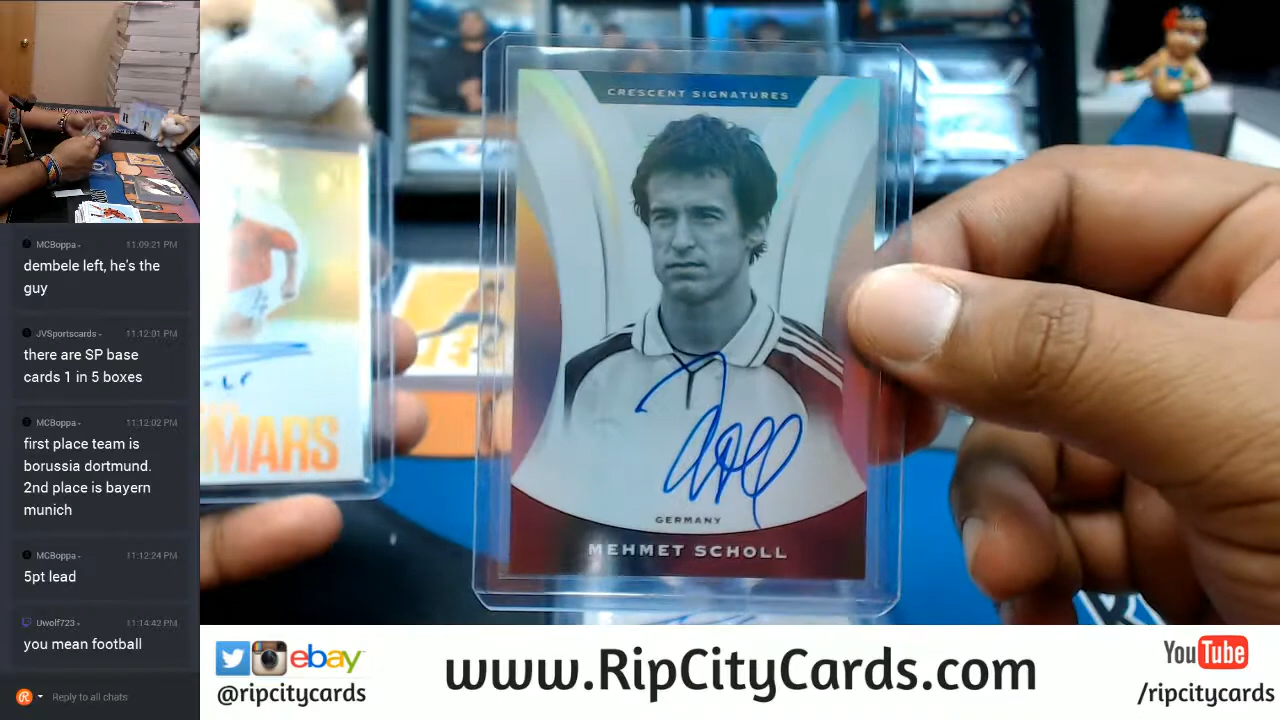 MCBoppa 11:09:21 PM
dembele left, he's the
guy
JVSportscards 11:12:01 PM
there are SP base
cards 1 in 5 boxes
MCBoppa 11:12:02 PM
first place team is
borussia dortmund.
2nd place is bayern
munich
MCBoppa 11:12:24 PM
5pt lead
Uwolf723 11:14:42 PM
you mean football
Reply to all chats
MARS
CRESCENT SIGNATURES
GERMANY
MEHMET SCHOLL
ebay
@ripcitycards
www.RipCityCards.com
YouTube
/ripcitycards